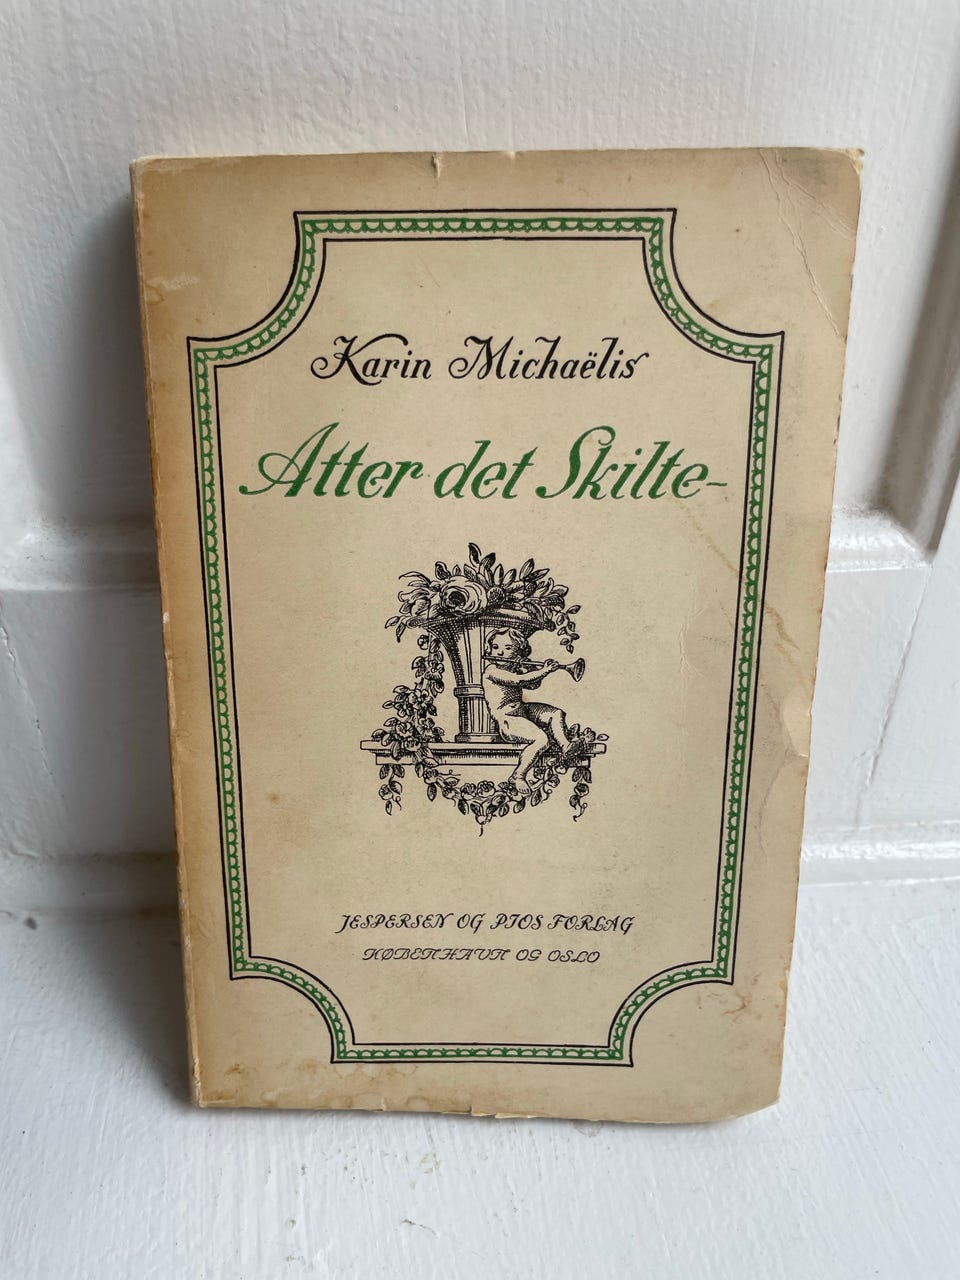 Karin Michaëlis
Atter det Skilte-
JESPERSEN OG PIOS FORLAG
KØBENHAVN OG OSLO